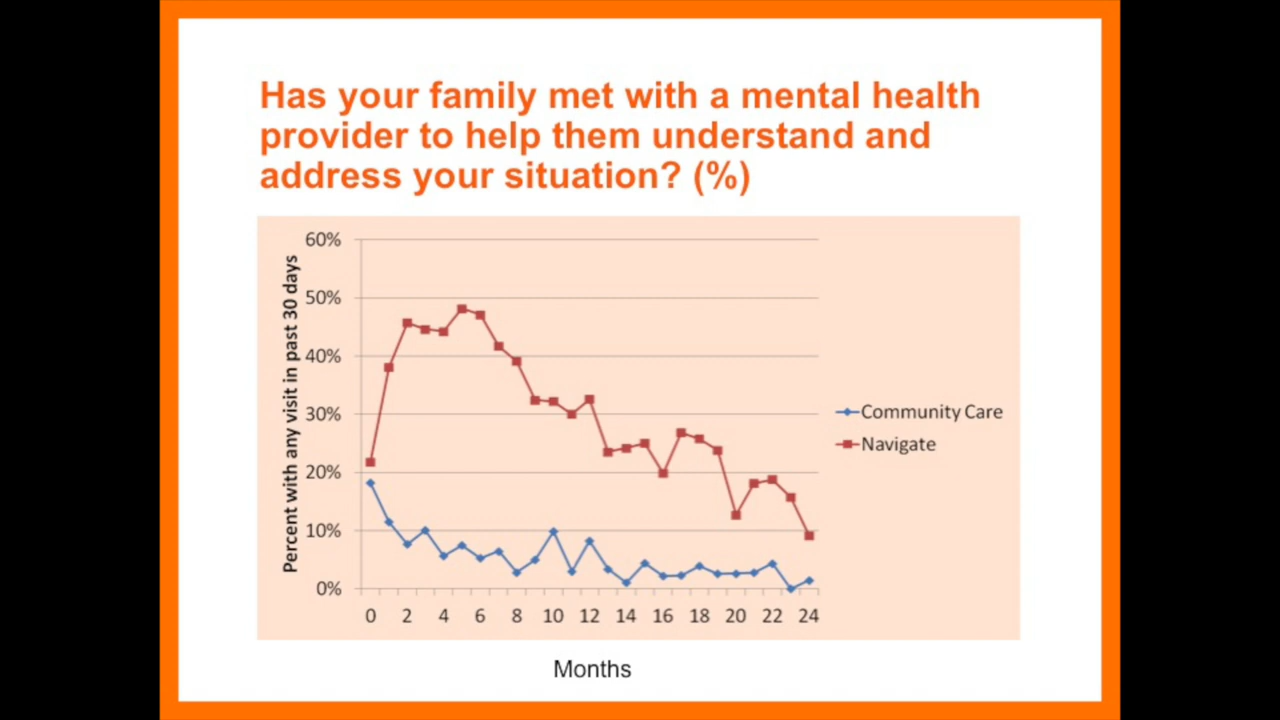 Has your family met with a mental health
provider to help them understand and
address your situation? (%)
Percent with any visit in past 30 days
60%
50%
40%
30%
20%
10%
0%
0 2 4 6 8 10 12 14 16 18 20 22 24
Community Care
Navigate
Months